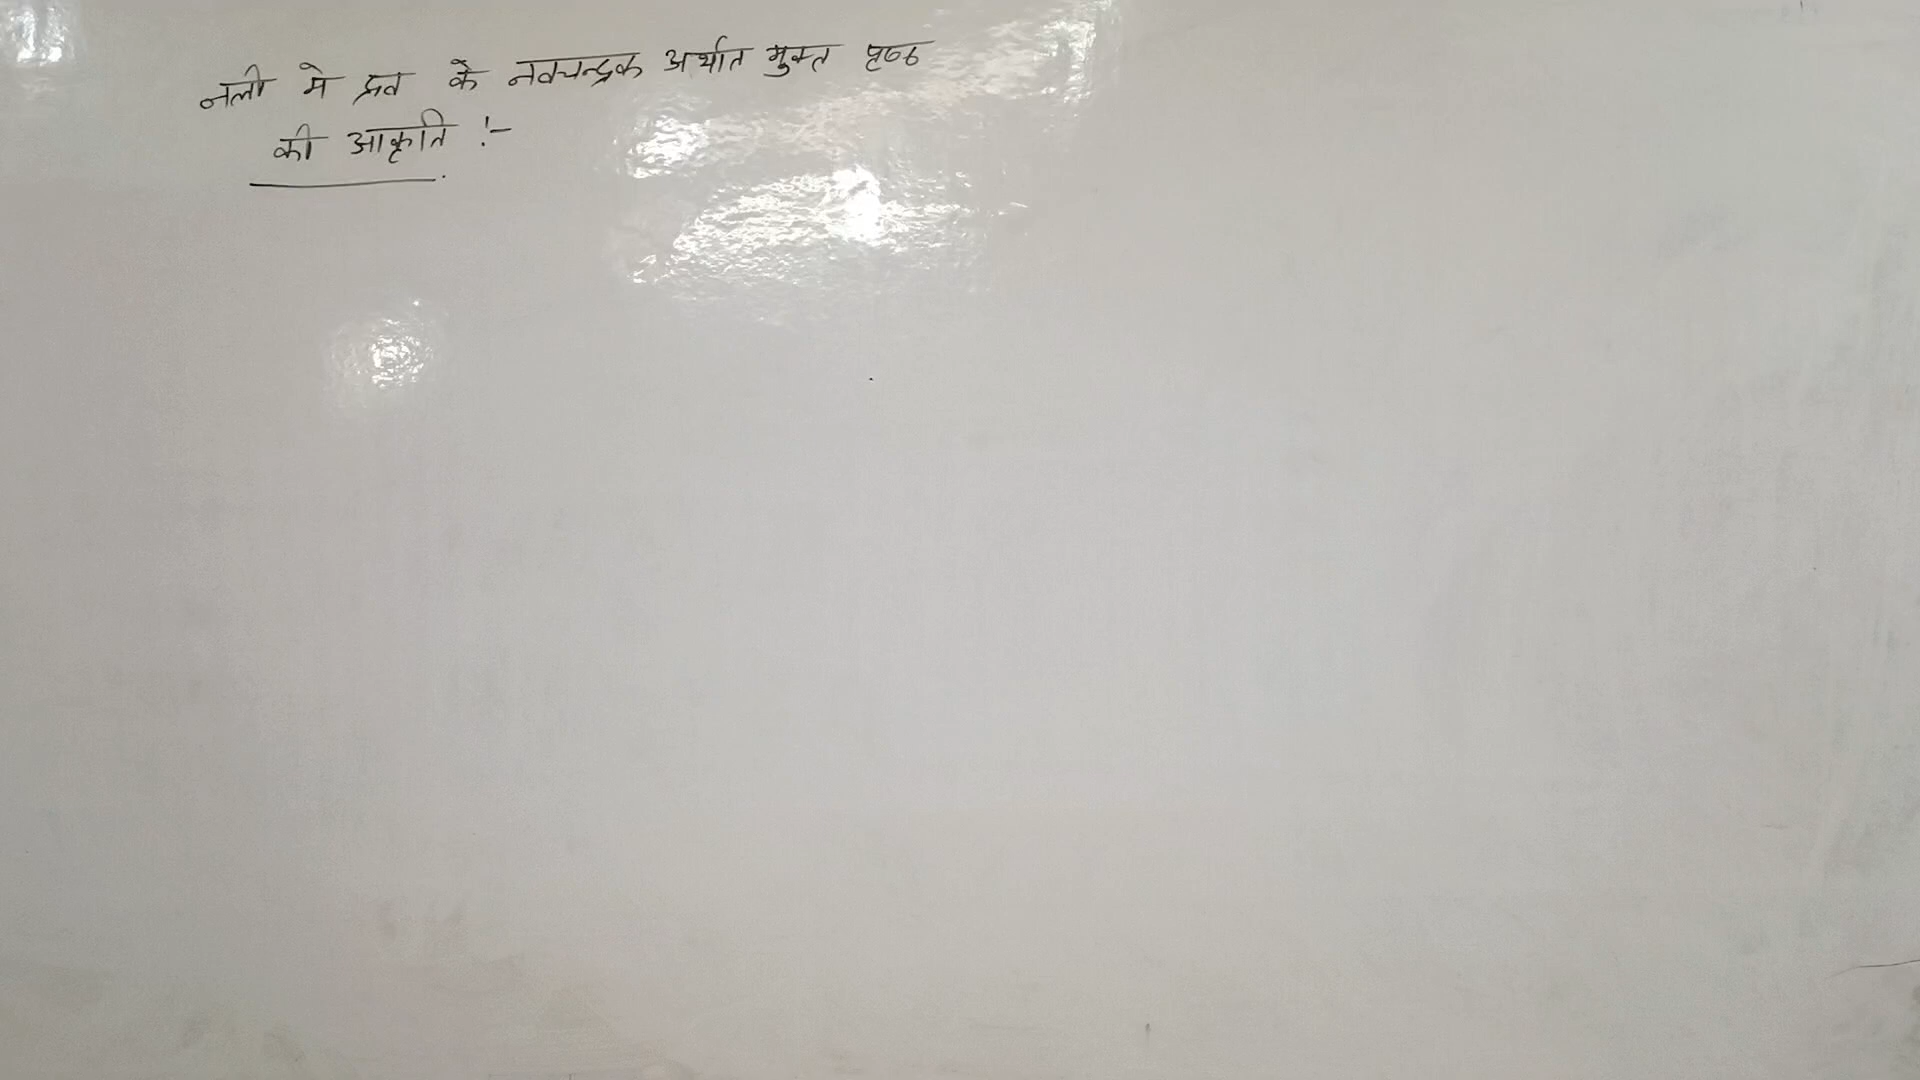 नली मे द्रव के नवचन्द्रक अर्थात मुक्त पृष्ठ
की आकृति :-